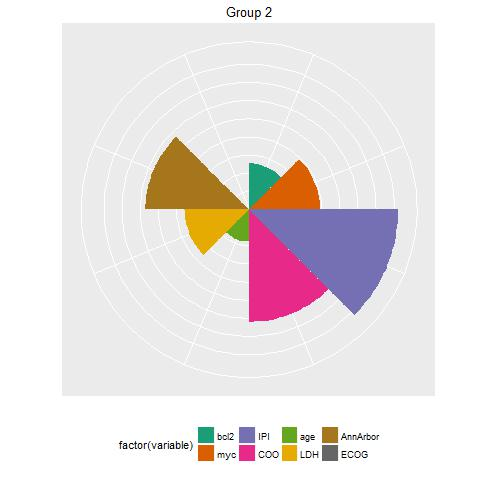 Group 2
factor(variable)
bcl2 IPI age AnnArbor
myc COO LDH ECOG